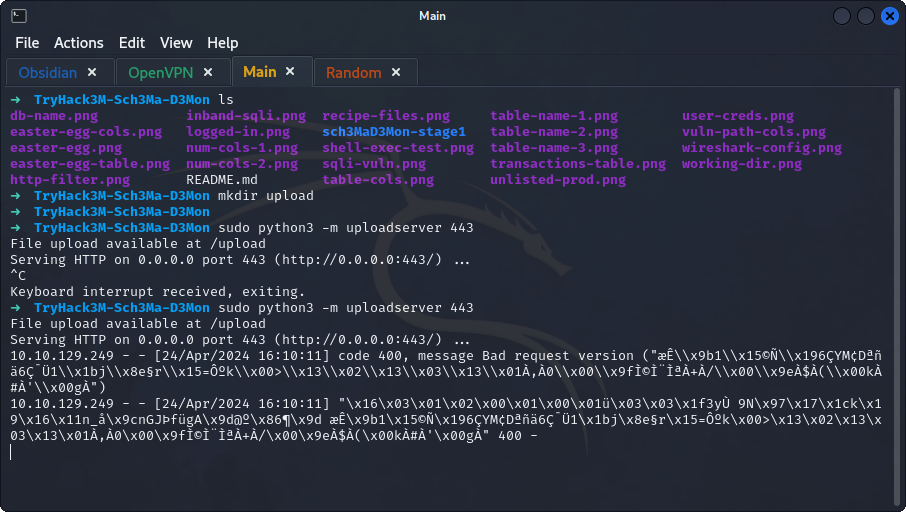 Main
File Actions Edit View Help
Obsidian × OpenVPN × Main × Random ×
➜ TryHack3M-Sch3Ma-D3Mon ls
db-name.png inband-sqli.png recipe-files.png table-name-1.png user-creds.png
easter-egg-cols.png logged-in.png sch3MaD3Mon-stage1 table-name-2.png vuln-path-cols.png
easter-egg.png num-cols-1.png shell-exec-test.png table-name-3.png wireshark-config.png
easter-egg-table.png num-cols-2.png sqli-vuln.png transactions-table.png working-dir.png
http-filter.png README.md table-cols.png unlisted-prod.png
➜ TryHack3M-Sch3Ma-D3Mon mkdir upload
➜ TryHack3M-Sch3Ma-D3Mon
➜ TryHack3M-Sch3Ma-D3Mon sudo python3 -m uploadserver 443
File upload available at /upload
Serving HTTP on 0.0.0.0 port 443 (http://0.0.0.0:443/) ...
^C
Keyboard interrupt received, exiting.
➜ TryHack3M-Sch3Ma-D3Mon sudo python3 -m uploadserver 443
File upload available at /upload
Serving HTTP on 0.0.0.0 port 443 (http://0.0.0.0:443/) ...
10.10.129.249 - - [24/Apr/2024 16:10:11] code 400, message Bad request version ("æÊ\\x9b1\\x15©Ñ\\x196ÇYM¢Dªñ
ä6Ç¯Ü1\\x1bj\\x8e§r\\x15=Ôºk\\x00>\\x13\\x02\\x13\\x03\\x13\\x01À,À0\\x00\\x9fÌ©Ì¨ÌªÀ+À/\\x00\\x9eÀ$À(\\x00kÀ
#À'\\x00gÀ")
10.10.129.249 - - [24/Apr/2024 16:10:11] "\x16\x03\x01\x02\x00\x01\x00\x01ü\x03\x03\x1f3yÙ 9N\x97\x17\x1ck\x1
9\x16\x11n_å\x9cnGJÞfügA\x9d@º\x86¶\x9d æÊ\x9b1\x15©Ñ\x196ÇYM¢Dªñä6Ç¯Ü1\x1bj\x8e§r\x15=Ôºk\x00>\x13\x02\x13\x
03\x13\x01À,À0\x00\x9fÌ©Ì¨ÌªÀ+À/\x00\x9eÀ$À(\x00kÀ#À'\x00gÀ" 400 -